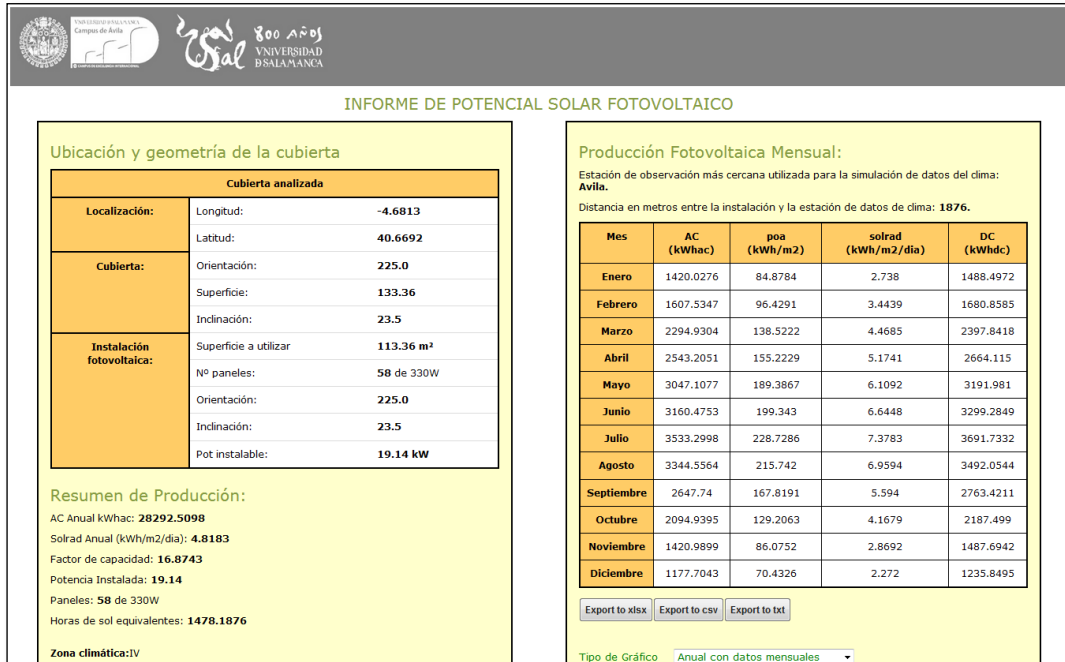 VNIVERSIDAD D SALAMANCA
Campus de Ávila
CAMPUS DE EXCELENCIA INTERNACIONAL
800 AÑOS
VNIVERSIDAD
D SALAMANCA
INFORME DE POTENCIAL SOLAR FOTOVOLTAICO
Ubicación y geometría de la cubierta
Cubierta analizada
Localización: Longitud: -4.6813
Latitud: 40.6692
Cubierta: Orientación: 225.0
Superficie: 133.36
Inclinación: 23.5
Instalación fotovoltaica: Superficie a utilizar 113.36 m²
Nº paneles: 58 de 330W
Orientación: 225.0
Inclinación: 23.5
Pot instalable: 19.14 kW
Resumen de Producción:
AC Anual kWhac: 28292.5098
Solrad Anual (kWh/m2/dia): 4.8183
Factor de capacidad: 16.8743
Potencia Instalada: 19.14
Paneles: 58 de 330W
Horas de sol equivalentes: 1478.1876
Zona climática:IV
Producción Fotovoltaica Mensual:
Estación de observación más cercana utilizada para la simulación de datos del clima:
Avila.
Distancia en metros entre la instalación y la estación de datos de clima: 1876.
Mes AC (kWhac) poa (kWh/m2) solrad (kWh/m2/dia) DC (kWhdc)
Enero 1420.0276 84.8784 2.738 1488.4972
Febrero 1607.5347 96.4291 3.4439 1680.8585
Marzo 2294.9304 138.5222 4.4685 2397.8418
Abril 2543.2051 155.2229 5.1741 2664.115
Mayo 3047.1077 189.3867 6.1092 3191.981
Junio 3160.4753 199.343 6.6448 3299.2849
Julio 3533.2998 228.7286 7.3783 3691.7332
Agosto 3344.5564 215.742 6.9594 3492.0544
Septiembre 2647.74 167.8191 5.594 2763.4211
Octubre 2094.9395 129.2063 4.1679 2187.499
Noviembre 1420.9899 86.0752 2.8692 1487.6942
Diciembre 1177.7043 70.4326 2.272 1235.8495
Export to xlsx Export to csv Export to txt
Tipo de Gráfico Anual con datos mensuales